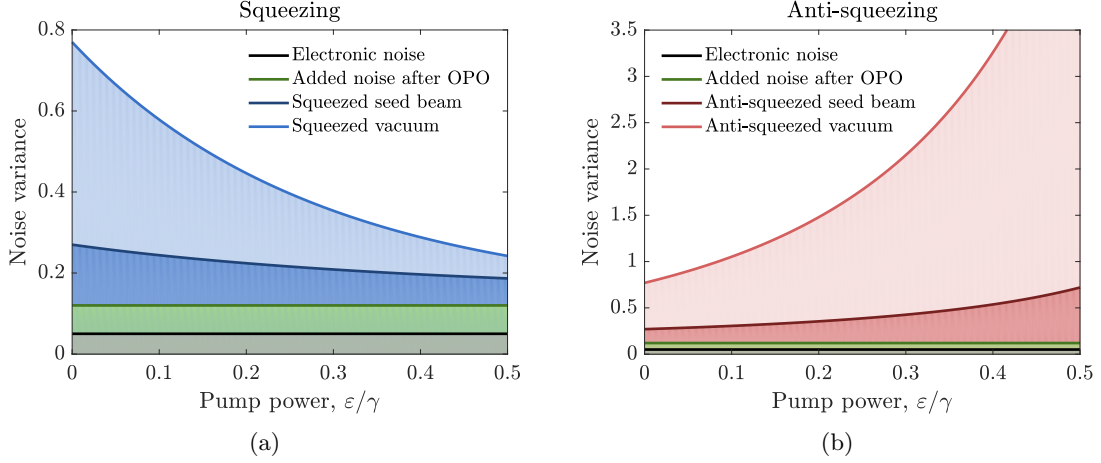 Squeezing
Noise variance
0.8
0.6
0.4
0.2
0
Electronic noise
Added noise after OPO
Squeezed seed beam
Squeezed vacuum
0 0.1 0.2 0.3 0.4 0.5
Pump power, ε/γ
(a)
Anti-squeezing
Noise variance
3.5
3
2.5
2
1.5
1
0.5
0
Electronic noise
Added noise after OPO
Anti-squeezed seed beam
Anti-squeezed vacuum
0 0.1 0.2 0.3 0.4 0.5
Pump power, ε/γ
(b)